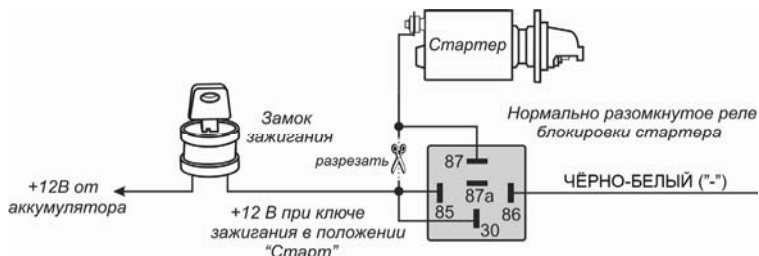 Стартер
Замок
зажигания
Нормально разомкнутое реле
блокировки стартера
разрезать
87
87а
85
86
30
ЧЁРНО-БЕЛЫЙ ("-")
+12В от
аккумулятора
+12 В при ключе
зажигания в положении
"Старт"